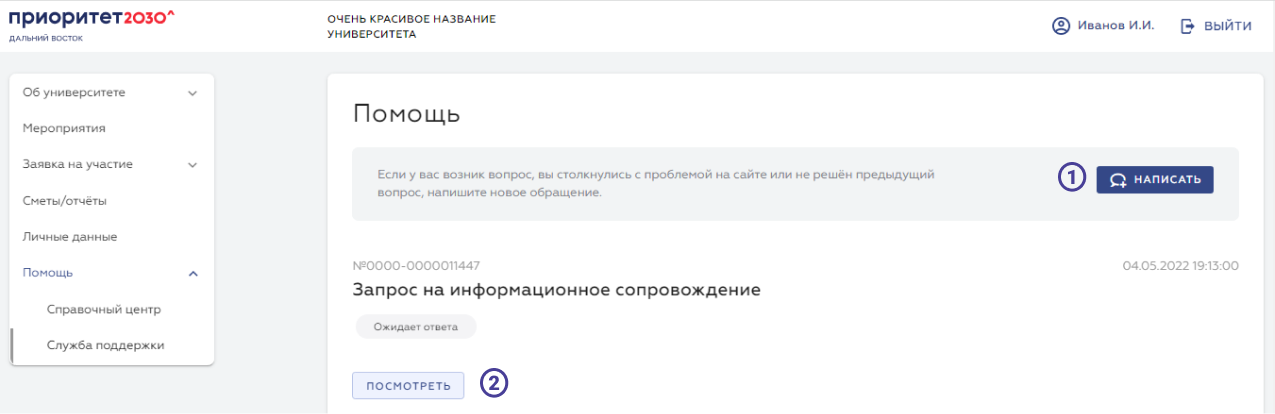 приоритет2030^
ДАЛЬНИЙ ВОСТОК
ОЧЕНЬ КРАСИВОЕ НАЗВАНИЕ
УНИВЕРСИТЕТА
Иванов И.И.
ВЫЙТИ
Об университете
Мероприятия
Заявка на участие
Сметы/отчёты
Личные данные
Помощь
Справочный центр
Служба поддержки
Помощь
Если у вас возник вопрос, вы столкнулись с проблемой на сайте или не решён предыдущий
вопрос, напишите новое обращение.
1
НАПИСАТЬ
№0000-0000011447
04.05.2022 19:13:00
Запрос на информационное сопровождение
Ожидает ответа
ПОСМОТРЕТЬ
2